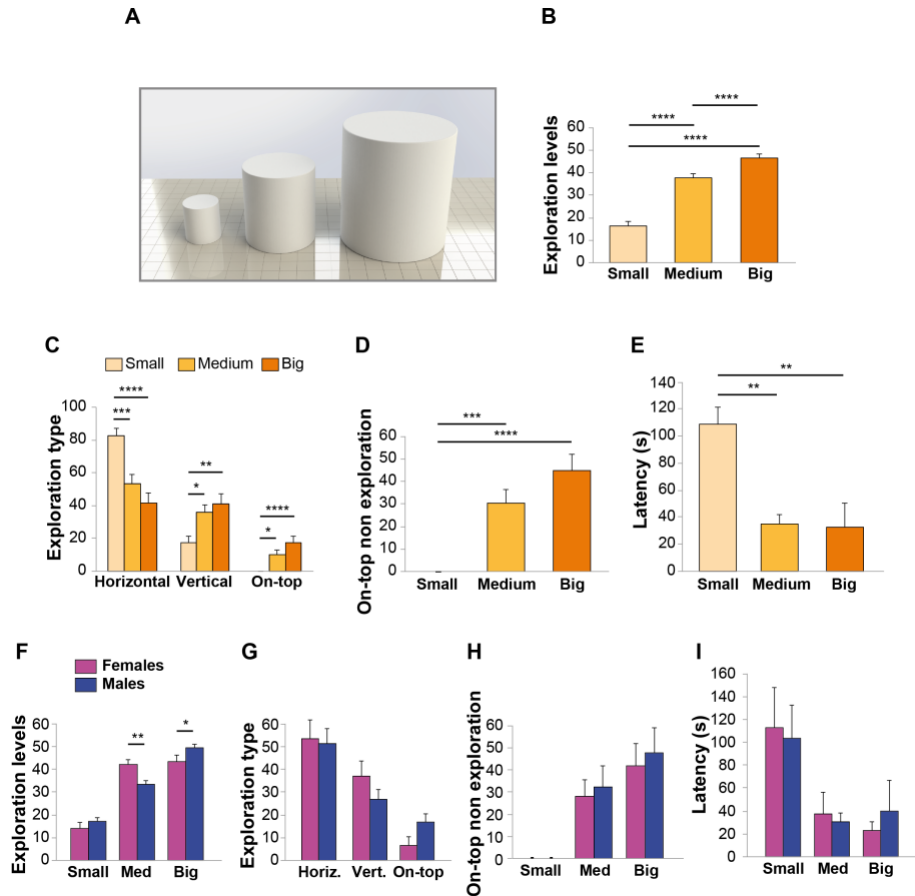 A
B
Exploration levels
60
50
40
30
20
10
0
****
****
****
Small Medium Big
C
Small Medium Big
Exploration type
100
80
60
40
20
0
****
***
**
*
****
*
Horizontal Vertical On-top
D
On-top non exploration
60
50
40
30
20
10
0
***
****
Small Medium Big
E
Latency (s)
140
120
100
80
60
40
20
0
**
**
Small Medium Big
F
Females
Males
Exploration levels
60
50
40
30
20
10
0
**
*
Small Med Big
G
Exploration type
60
50
40
30
20
10
0
Horiz. Vert. On-top
H
On-top non exploration
60
50
40
30
20
10
0
Small Med Big
I
Latency (s)
160
140
120
100
80
60
40
20
0
Small Med Big